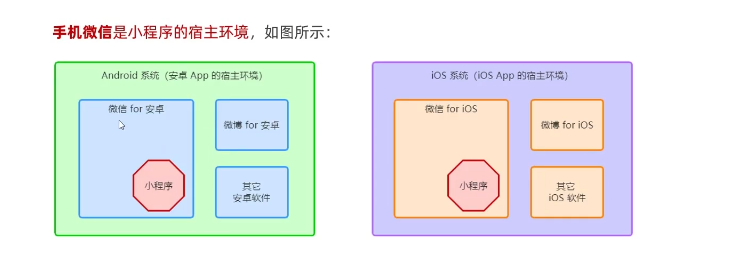 手机微信是小程序的宿主环境，如图所示：
Android 系统（安卓 App 的宿主环境）
微信 for 安卓
微博 for 安卓
小程序
其它
安卓软件
iOS 系统（iOS App 的宿主环境）
微信 for iOS
微博 for iOS
小程序
其它
iOS 软件